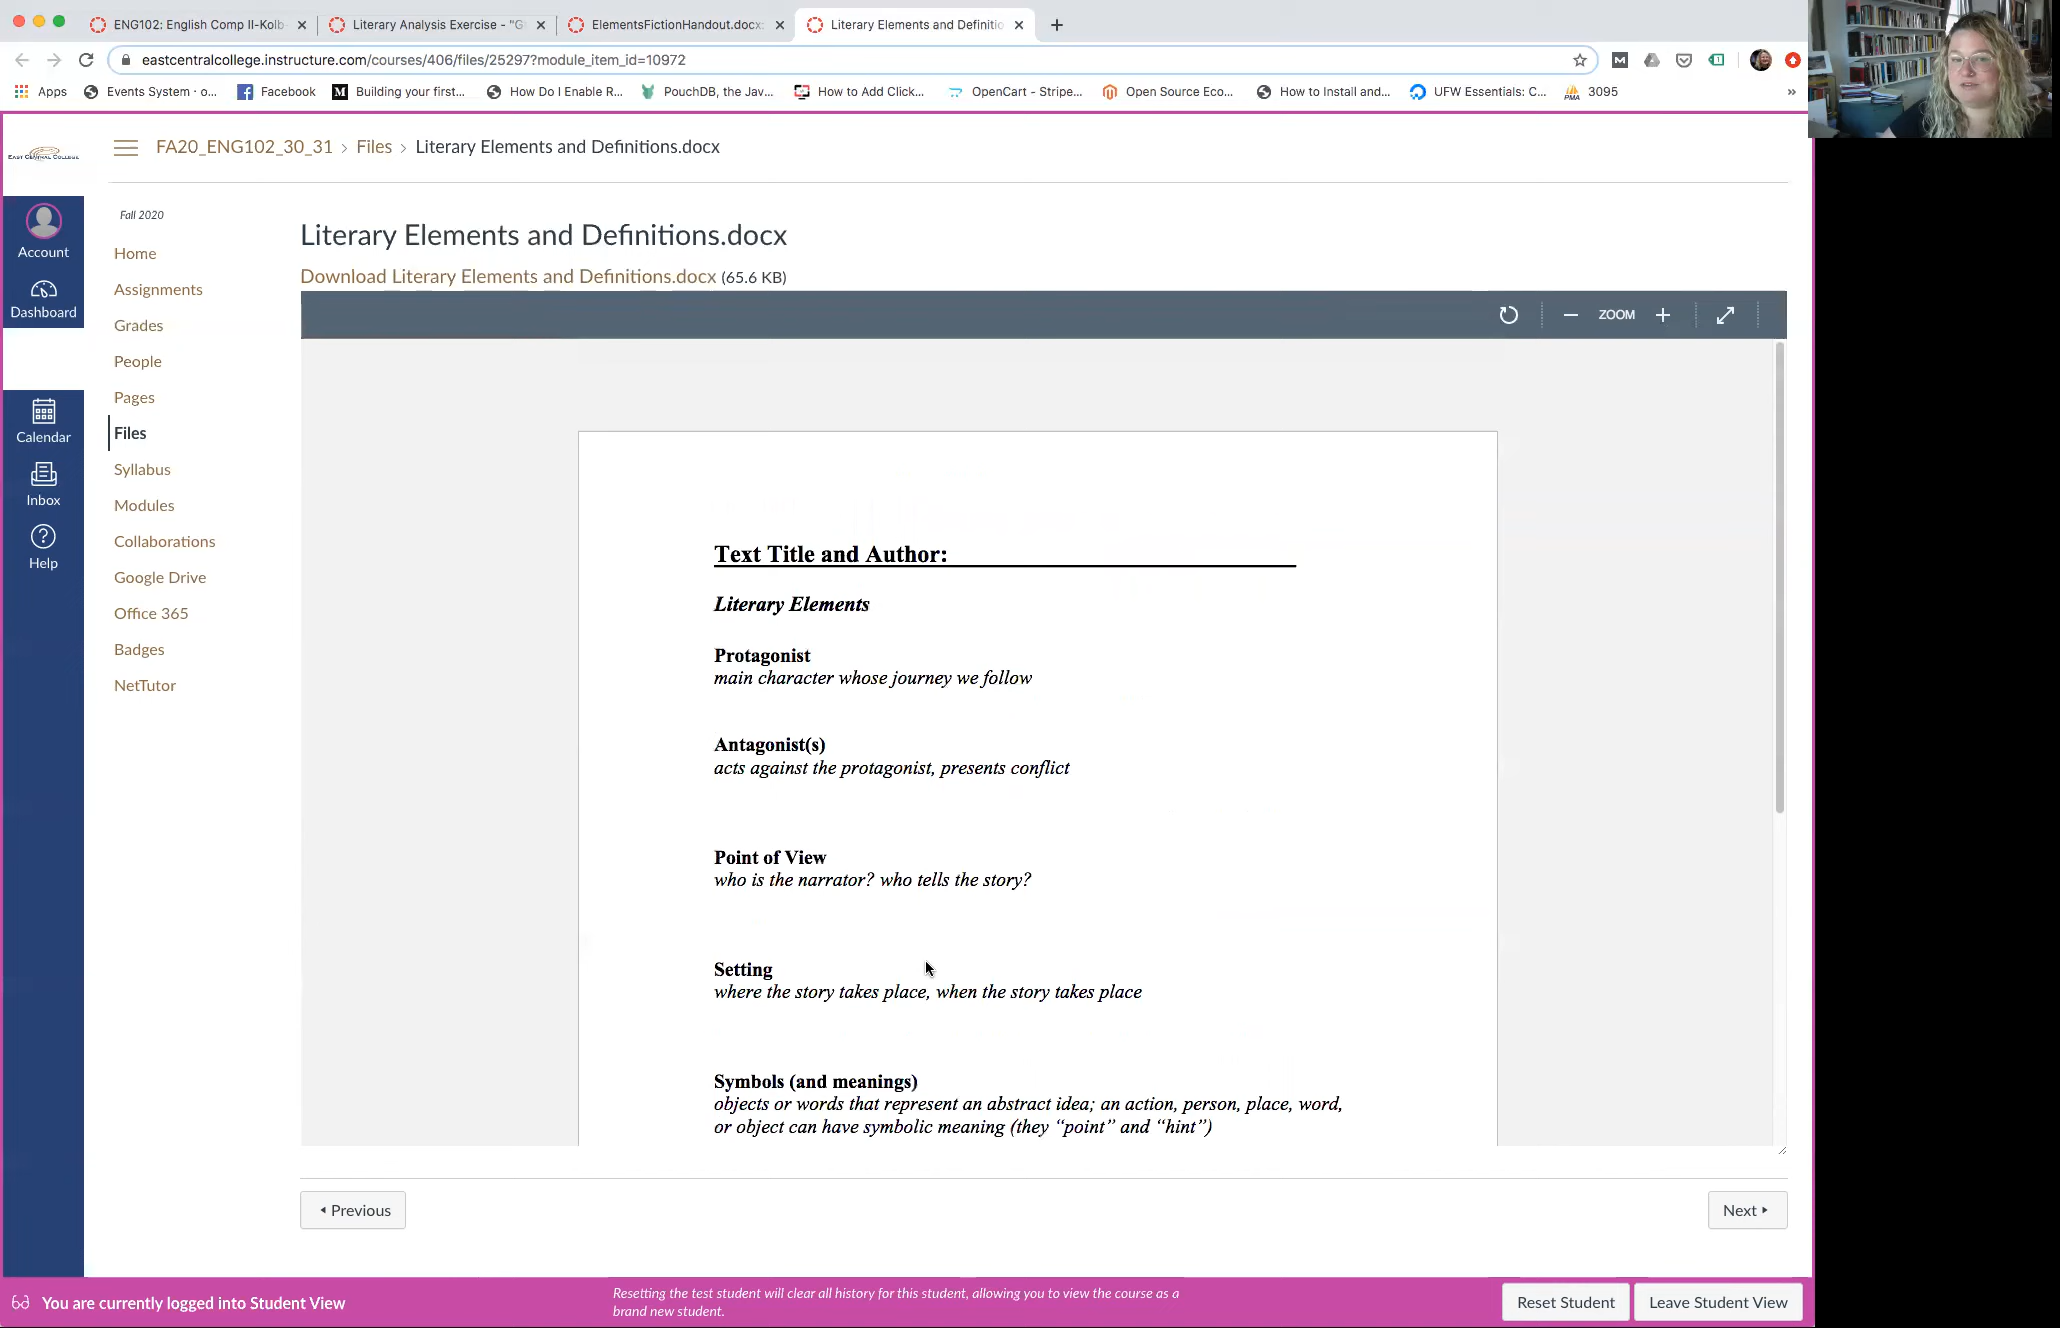 ENG102: English Comp II-Kolb
Literary Analysis Exercise - "G
ElementsFictionHandout.docx:
Literary Elements and Definitio
eastcentralcollege.instructure.com/courses/406/files/25297?module_item_id=10972
Apps
Events System · o...
Facebook
Building your first...
How Do I Enable R...
PouchDB, the Jav...
How to Add Click...
OpenCart - Stripe...
Open Source Eco...
How to Install and...
UFW Essentials: C...
3095
»
EAST CENTRAL COLLEGE
FA20_ENG102_30_31 > Files > Literary Elements and Definitions.docx
Account
Dashboard
Calendar
Inbox
Help
Fall 2020
Home
Assignments
Grades
People
Pages
Files
Syllabus
Modules
Collaborations
Google Drive
Office 365
Badges
NetTutor
Literary Elements and Definitions.docx
Download Literary Elements and Definitions.docx (65.6 KB)
ZOOM
Text Title and Author:
Literary Elements
Protagonist
main character whose journey we follow
Antagonist(s)
acts against the protagonist, presents conflict
Point of View
who is the narrator? who tells the story?
Setting
where the story takes place, when the story takes place
Symbols (and meanings)
objects or words that represent an abstract idea; an action, person, place, word,
or object can have symbolic meaning (they “point” and “hint”)
Previous
Next
You are currently logged into Student View
Resetting the test student will clear all history for this student, allowing you to view the course as a
brand new student.
Reset Student
Leave Student View